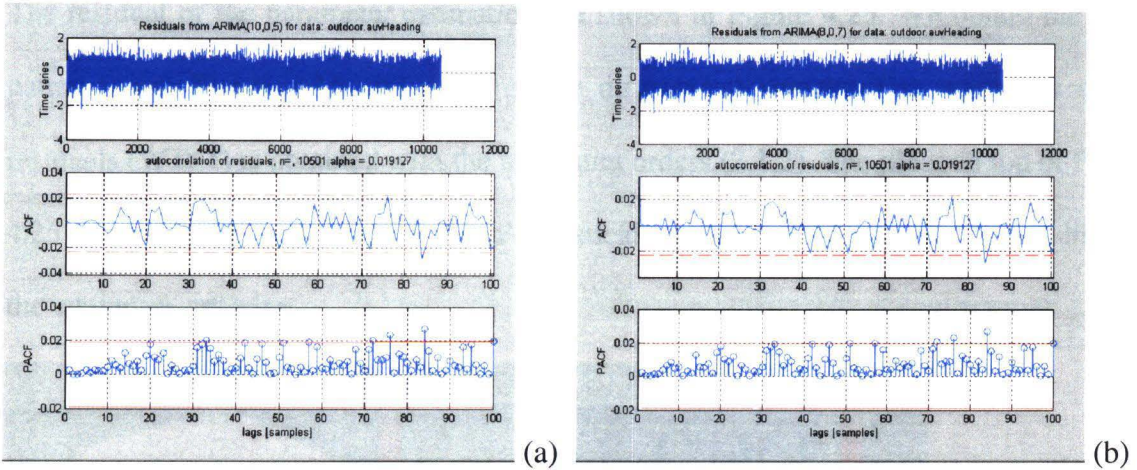 Residuals from ARIMA(10,0,5) for data: outdoor.auvHeading
2
0
-2
-4
Time series
0 2000 4000 6000 8000 10000 12000
autocorrelation of residuals, n=, 10501 alpha = 0.019127
0.04
0.02
0
-0.02
-0.04
ACF
0 10 20 30 40 50 60 70 80 90 100
0.04
0.02
0
-0.02
PACF
0 10 20 30 40 50 60 70 80 90 100
lags [samples]
(a)
Residuals from ARIMA(8,0,7) for data: outdoor.auvHeading
2
0
-2
-4
Time series
0 2000 4000 6000 8000 10000 12000
autocorrelation of residuals, n=, 10501 alpha = 0.019127
0.04
0.02
0
-0.02
-0.04
ACF
0 10 20 30 40 50 60 70 80 90 100
0.04
0.02
0
-0.02
PACF
0 10 20 30 40 50 60 70 80 90 100
lags [samples]
(b)